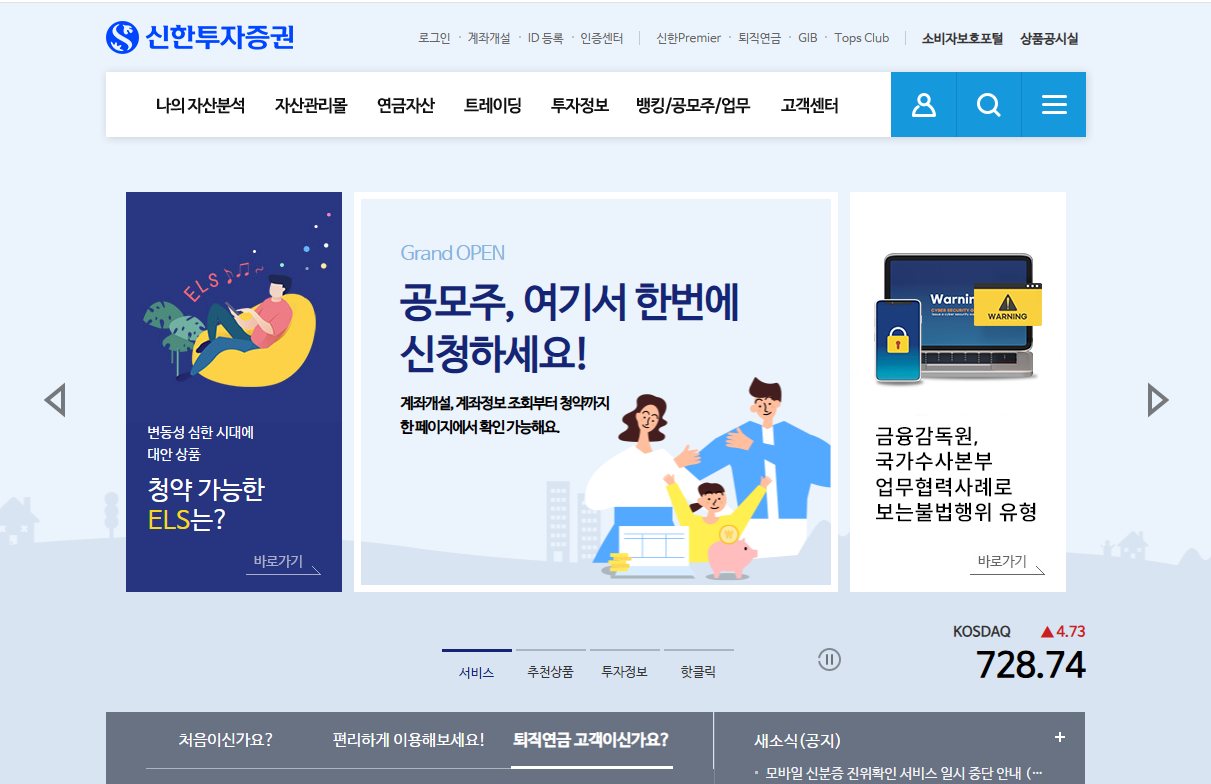 신한투자증권
로그인 · 계좌개설 · ID 등록 · 인증센터 | 신한Premier · 퇴직연금 · GIB · Tops Club | 소비자보호포털 상품공시실
나의 자산분석 자산관리몰 연금자산 트레이딩 투자정보 뱅킹/공모주/업무 고객센터
ELS
변동성 심한 시대에
대안 상품
청약 가능한
ELS는?
바로가기
Grand OPEN
공모주, 여기서 한번에
신청하세요!
계좌개설, 계좌정보 조회부터 청약까지
한 페이지에서 확인 가능해요.
₩
Warnin
WARNING
금융감독원,
국가수사본부
업무협력사례로
보는불법행위 유형
바로가기
서비스 추천상품 투자정보 핫클릭
KOSDAQ ▲4.73
728.74
처음이신가요? 편리하게 이용해보세요! 퇴직연금 고객이신가요?
새소식(공지) +
· 모바일 신분증 진위확인 서비스 일시 중단 안내 (···